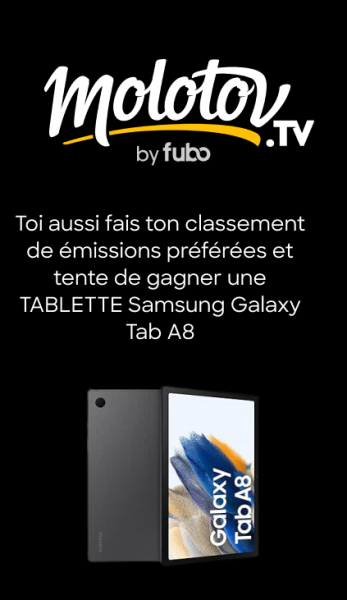 molotov.TV
by fubo
Toi aussi fais ton classement
de émissions préférées et
tente de gagner une
TABLETTE Samsung Galaxy
Tab A8
Galaxy
Tab A8
SAMSUNG